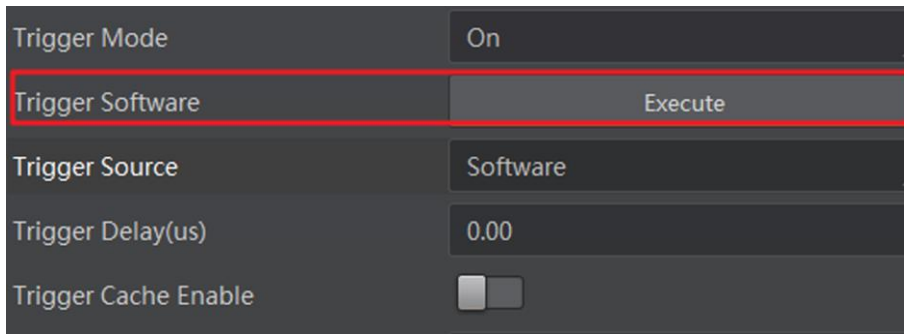 Trigger Mode On
Trigger Software Execute
Trigger Source Software
Trigger Delay(us) 0.00
Trigger Cache Enable